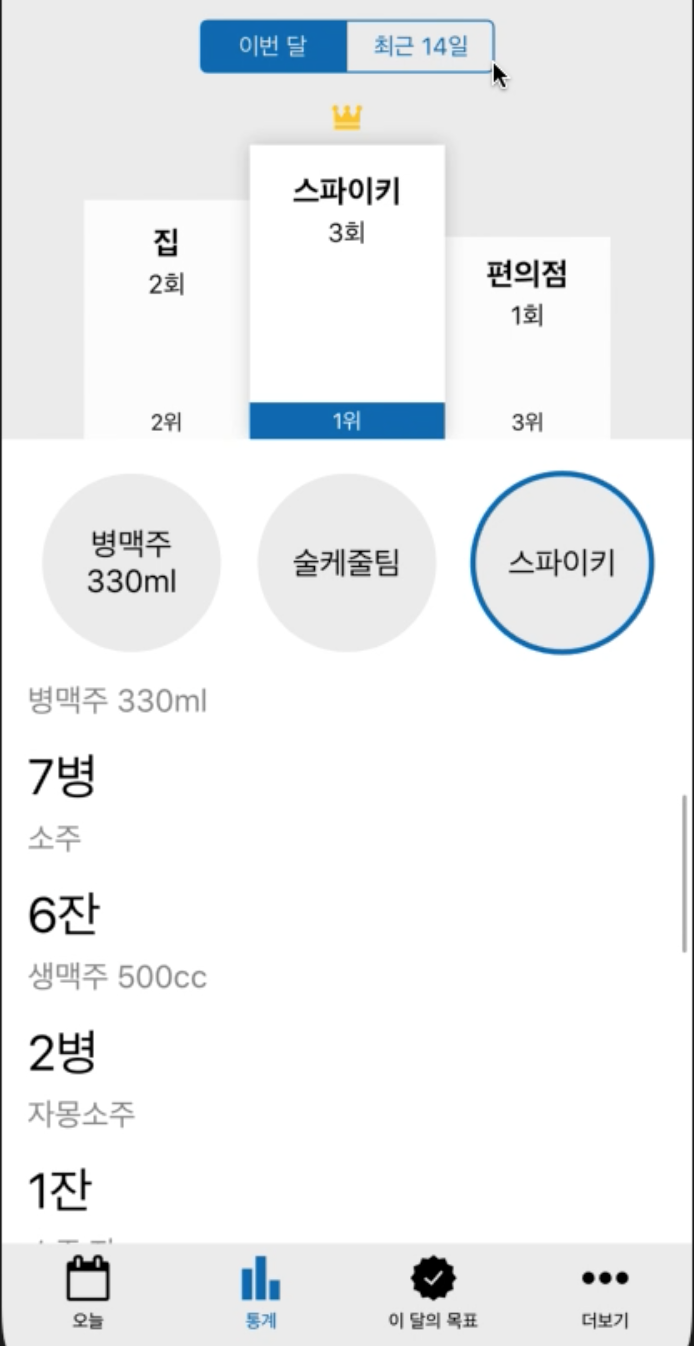 이번 달
최근 14일
스파이키
3회
집
2회
편의점
1회
2위
1위
3위
병맥주
330ml
술케줄팀
스파이키
병맥주 330ml
7병
소주
6잔
생맥주 500cc
2병
자몽소주
1잔
오늘
통계
이 달의 목표
더보기